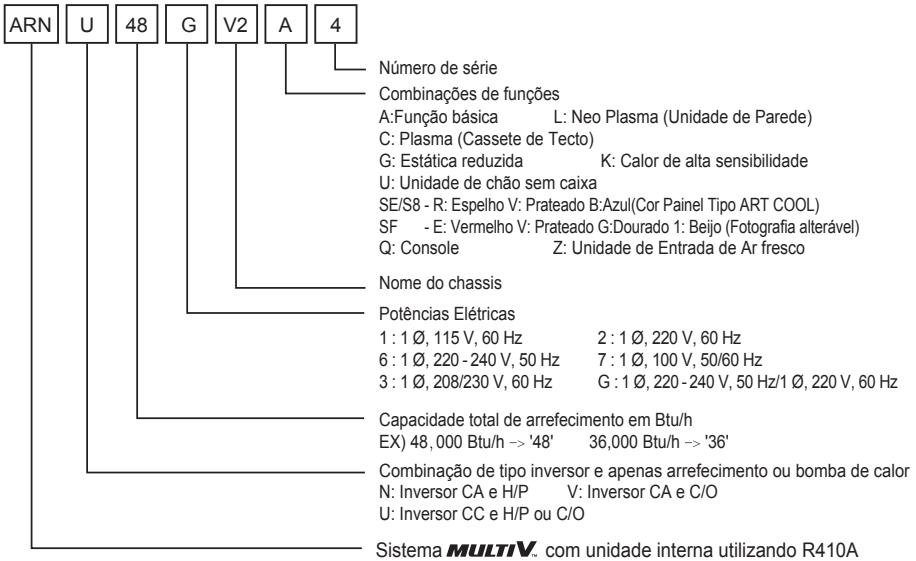 ARN U 48 G V2 A 4
Número de série
Combinações de funções
A:Função básica L: Neo Plasma (Unidade de Parede)
C: Plasma (Cassete de Tecto)
G: Estática reduzida K: Calor de alta sensibilidade
U: Unidade de chão sem caixa
SE/S8 - R: Espelho V: Prateado B:Azul(Cor Painel Tipo ART COOL)
SF - E: Vermelho V: Prateado G:Dourado 1: Beijo (Fotografia alterável)
Q: Console Z: Unidade de Entrada de Ar fresco
Nome do chassis
Potências Elétricas
1 : 1 Ø, 115 V, 60 Hz 2 : 1 Ø, 220 V, 60 Hz
6 : 1 Ø, 220 - 240 V, 50 Hz 7 : 1 Ø, 100 V, 50/60 Hz
3 : 1 Ø, 208/230 V, 60 Hz G : 1 Ø, 220 - 240 V, 50 Hz/1 Ø, 220 V, 60 Hz
Capacidade total de arrefecimento em Btu/h
EX) 48,000 Btu/h -> '48' 36,000 Btu/h -> '36'
Combinação de tipo inversor e apenas arrefecimento ou bomba de calor
N: Inversor CA e H/P V: Inversor CA e C/O
U: Inversor CC e H/P ou C/O
Sistema MULTI V. com unidade interna utilizando R410A